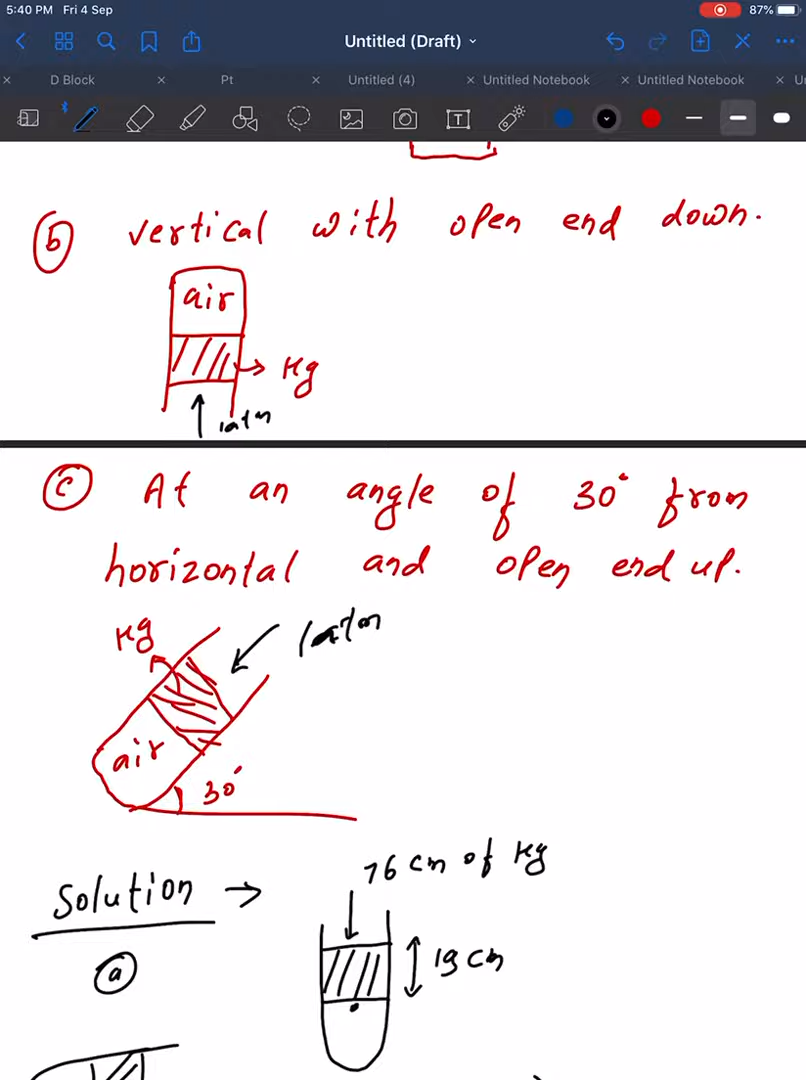 5:40 PM Fri 4 Sep 87%
Untitled (Draft)
D Block Pt Untitled (4) Untitled Notebook Untitled Notebook
T
b vertical with open end down.
air
Hg
1atm
c At an angle of 30° from
horizontal and open end up.
Hg
1atm
air
30°
76 cm of Hg
Solution →
19 cm
a